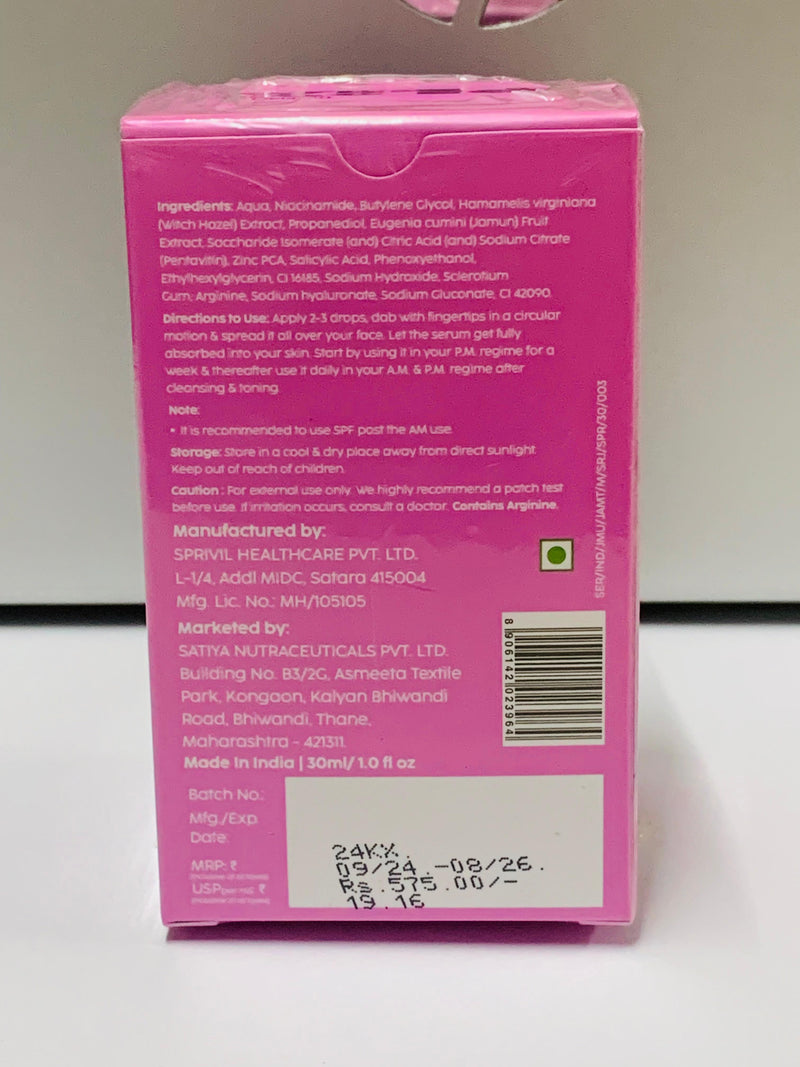 Ingredients: Aqua, Niacinamide, Butylene Glycol, Hamamelis virginiana
(Witch Hazel) Extract, Propanediol, Eugenia cumini (Jamun) Fruit
Extract, Saccharide Isomerate (and) Citric Acid (and) Sodium Citrate
(Pentavitin), Zinc PCA, Salicylic Acid, Phenoxyethanol,
Ethylhexylglycerin, CI 16185, Sodium Hydroxide, Sclerotium
Gum, Arginine, Sodium hyaluronate, Sodium Gluconate, CI 42090.
Directions to Use: Apply 2-3 drops, dab with fingertips in a circular
motion & spread it all over your face. Let the serum get fully
absorbed into your skin. Start by using it in your P.M. regime for a
week & thereafter use it daily in your A.M. & P.M. regime after
cleansing & toning.
Note:
• It is recommended to use SPF post the AM use.
Storage: Store in a cool & dry place away from direct sunlight.
Keep out of reach of children.
Caution : For external use only. We highly recommend a patch test
before use. If irritation occurs, consult a doctor. Contains Arginine.
Manufactured by:
SPRIVIL HEALTHCARE PVT. LTD.
L-1/4, Addl MIDC, Satara 415004
Mfg. Lic. No.: MH/105105
Marketed by:
SATIYA NUTRACEUTICALS PVT. LTD.
Building No. B3/2G, Asmeeta Textile
Park, Kongaon, Kalyan Bhiwandi
Road, Bhiwandi, Thane,
Maharashtra - 421311.
Made In India | 30ml/ 1.0 fl oz
SER/IND/JMU/JAMT/M/SRJ/SPR/30/003
8 906142 023964
Batch No.:
Mfg./Exp.
Date:
MRP: ₹
USP ₹
24KX.
09/24 -08/26.
Rs.575.00/-
19.16